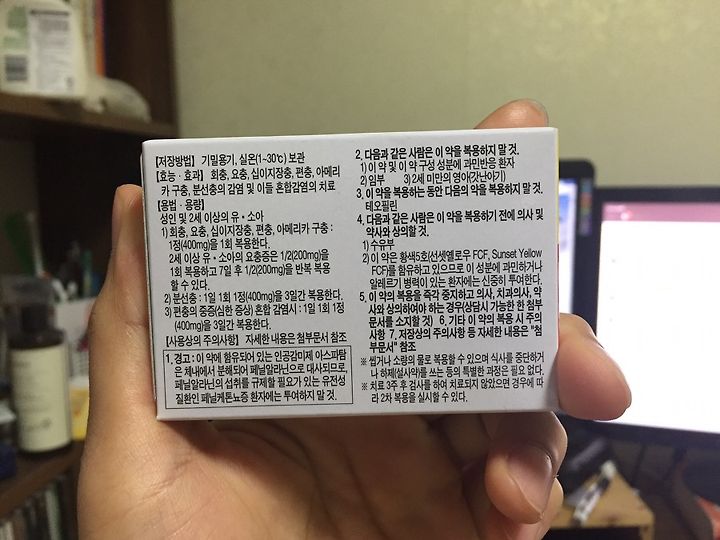 [저장방법] 기밀용기, 실온(1~30℃) 보관
[효능·효과] 회충, 요충, 십이지장충, 편충, 아메리
카 구충, 분선충의 감염 및 이들 혼합감염의 치료
[용법·용량]
성인 및 2세 이상의 유·소아
1) 회충, 요충, 십이지장충, 편충, 아메리카 구충 :
1정(400mg)을 1회 복용한다.
2세 이상 유·소아의 요충증은 1/2(200mg)을
1회 복용하고 7일 후 1/2(200mg)을 반복 복용
할 수 있다.
2) 분선충 : 1일 1회 1정(400mg)을 3일간 복용한다.
3) 편충의 중증(심한 증상) 혼합 감염시 : 1일 1회 1정
(400mg)을 3일간 복용한다.
[사용상의 주의사항] 자세한 내용은 첨부문서 참조
1. 경고 : 이 약에 함유되어 있는 인공감미제 아스파탐
은 체내에서 분해되어 페닐알라닌으로 대사되므로,
페닐알라닌의 섭취를 규제할 필요가 있는 유전성
질환인 페닐케톤뇨증 환자에는 투여하지 말 것.
2. 다음과 같은 사람은 이 약을 복용하지 말 것.
1) 이 약 및 이 약 구성 성분에 과민반응 환자
2) 임부 3) 2세 미만의 영아(갓난아기)
3. 이 약을 복용하는 동안 다음의 약을 복용하지 말 것.
테오필린
4. 다음과 같은 사람은 이 약을 복용하기 전에 의사 및
약사와 상의할 것.
1) 수유부
2) 이 약은 황색5호(선셋옐로우 FCF, Sunset Yellow
FCF)를 함유하고 있으므로 이 성분에 과민하거나
알레르기 병력이 있는 환자에는 신중히 투여한다.
5. 이 약의 복용을 즉각 중지하고 의사, 치과의사, 약
사와 상의하여야 하는 경우(상담시 가능한 한 첨부
문서를 소지할 것) 6. 기타 이 약의 복용 시 주의
사항 7. 저장상의 주의사항 등 자세한 내용은 "첨
부문서" 참조
※ 씹거나 소량의 물로 복용할 수 있으며 식사를 중단하거
나 하제(설사약)를 쓰는 등의 특별한 과정은 필요 없다.
※ 치료 3주 후 검사를 하여 치료되지 않았으면 경우에 따
라 2차 복용을 실시할 수 있다.